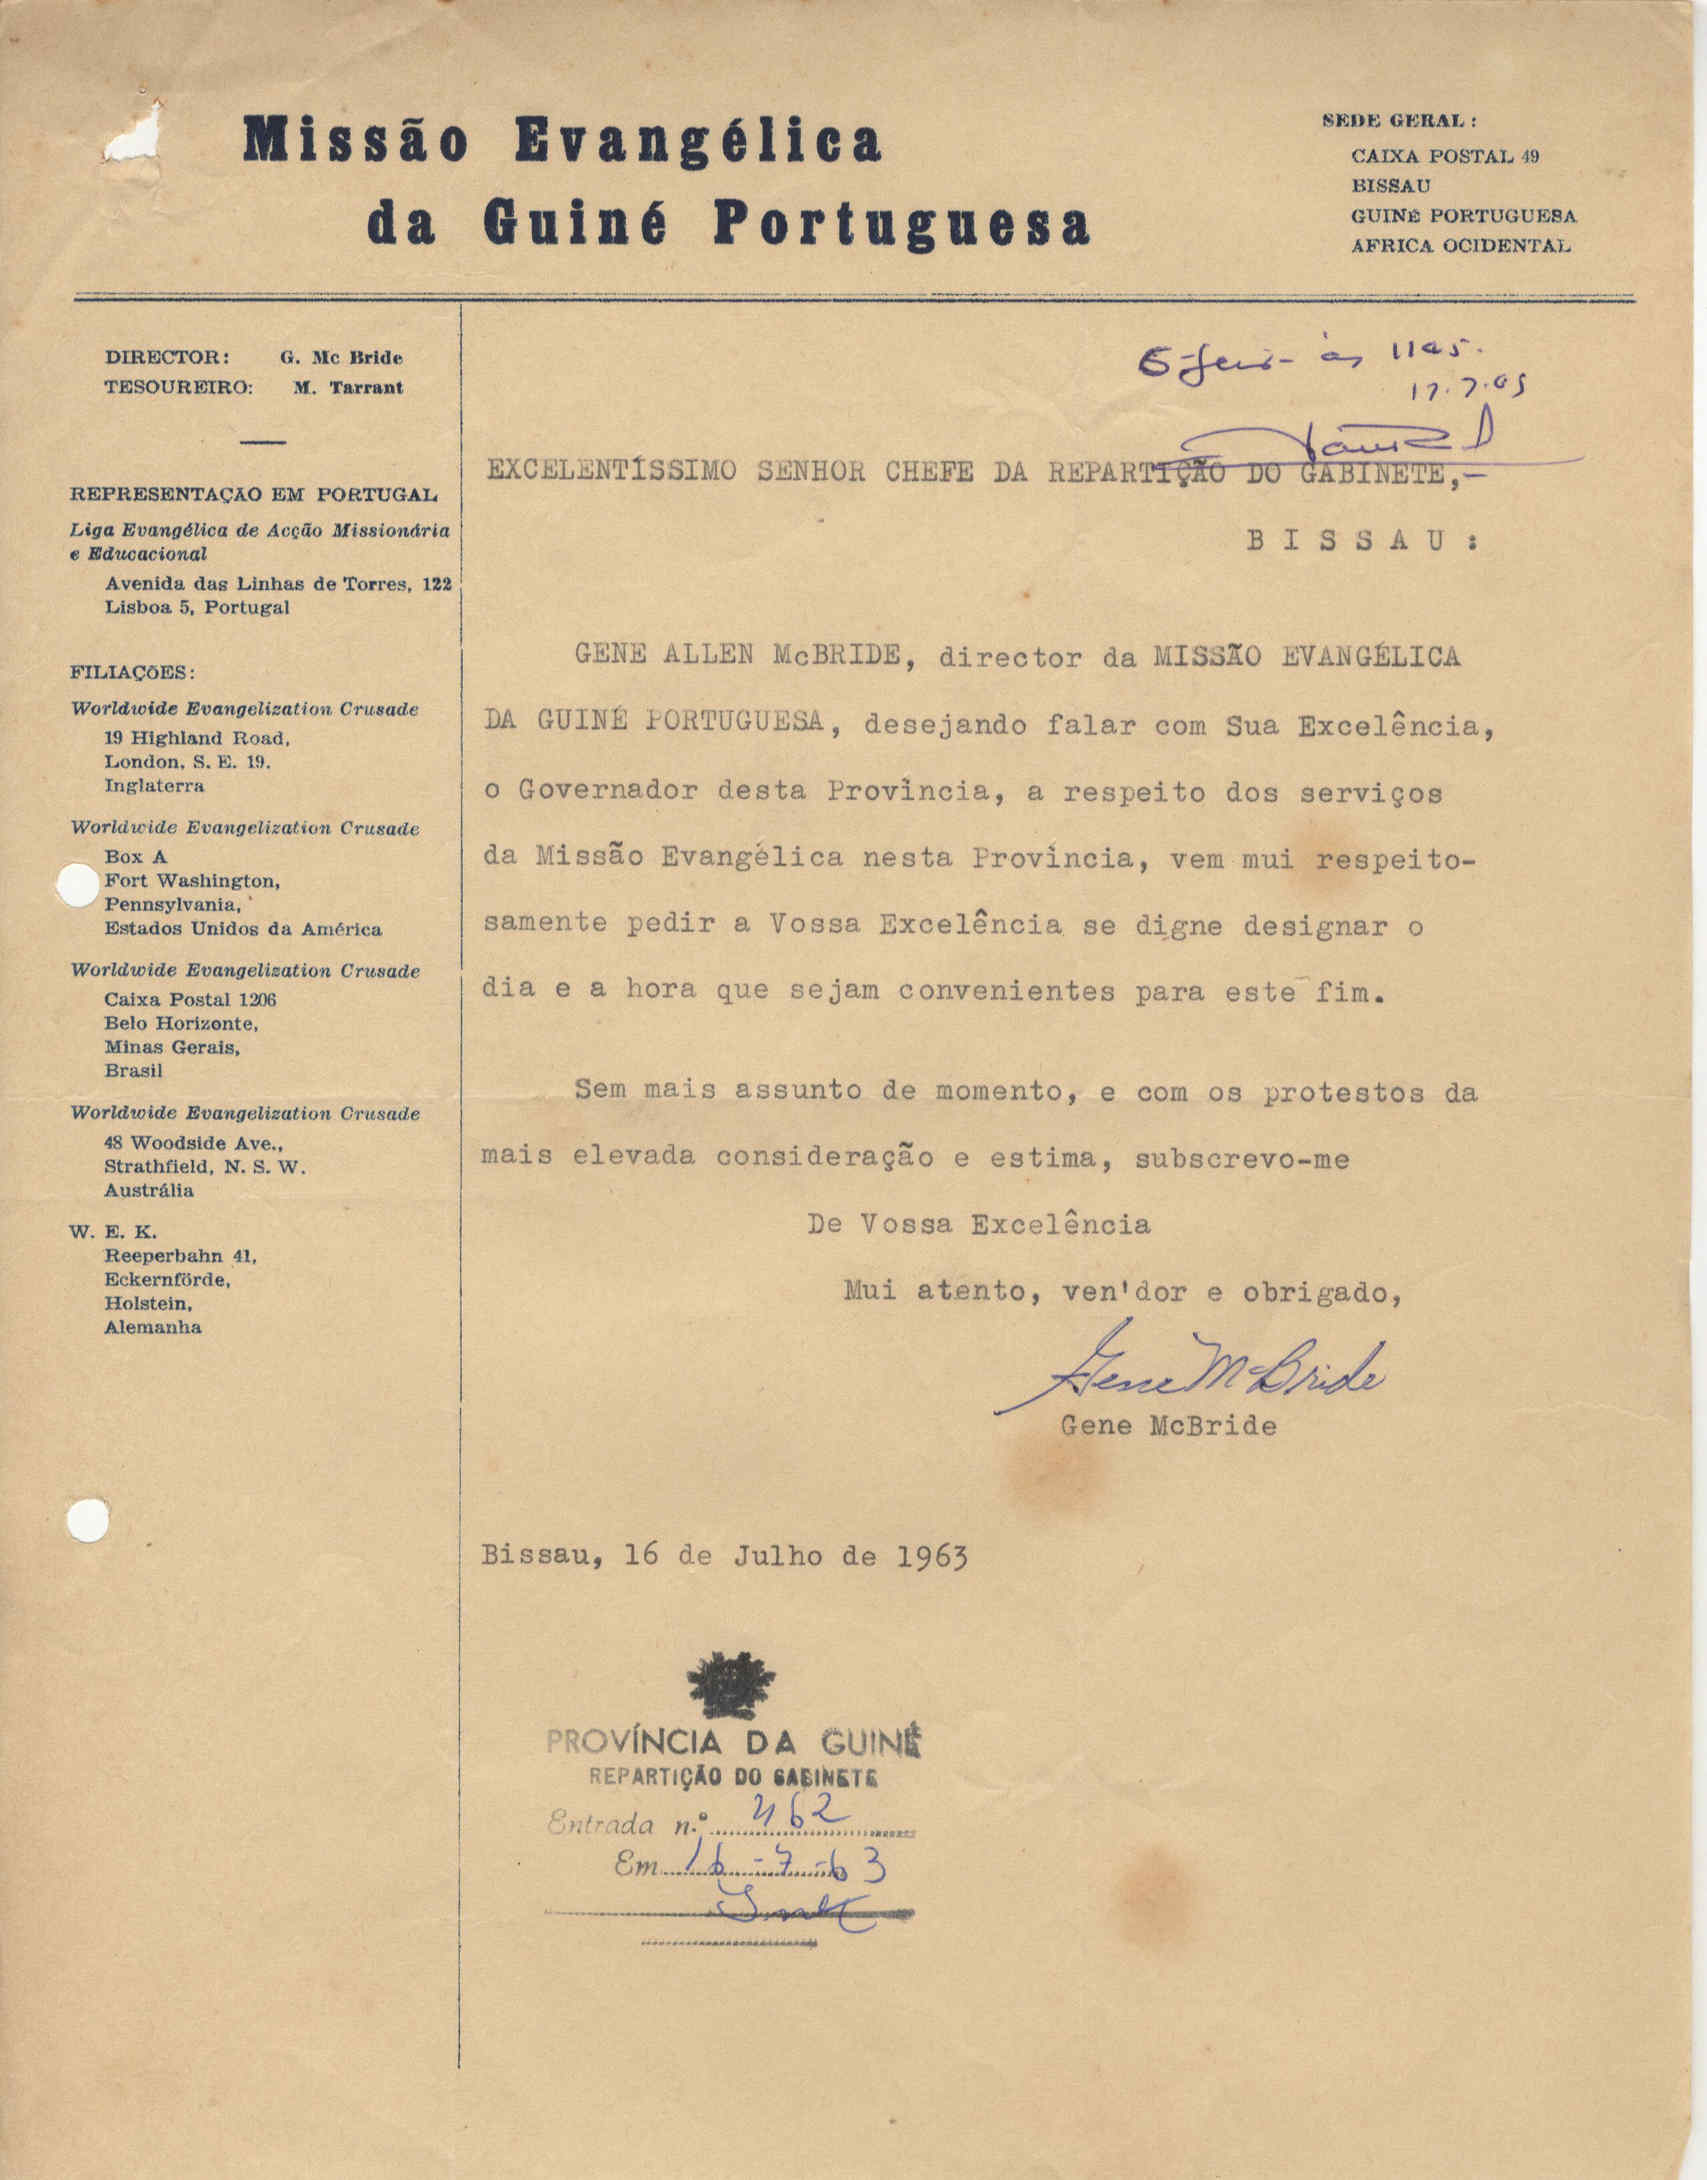 Missão Evangélica
da Guiné Portuguesa
SEDE GERAL:
CAIXA POSTAL 49
BISSAU
GUINÉ PORTUGUESA
AFRICA OCIDENTAL
DIRECTOR: G. Mc Bride
TESOUREIRO: M. Tarrant
REPRESENTAÇÃO EM PORTUGAL
Liga Evangélica de Acção Missionária
e Educacional
Avenida das Linhas de Torres, 122
Lisboa 5, Portugal
FILIAÇÕES:
Worldwide Evangelization Crusade
19 Highland Road,
London, S. E. 19.
Inglaterra
Worldwide Evangelization Crusade
Box A
Fort Washington,
Pennsylvania,
Estados Unidos da América
Worldwide Evangelization Crusade
Caixa Postal 1206
Belo Horizonte,
Minas Gerais,
Brasil
Worldwide Evangelization Crusade
48 Woodside Ave.,
Strathfield, N. S. W.
Austrália
W. E. K.
Reeperbahn 41,
Eckernförde,
Holstein,
Alemanha
às
EXCELENTÍSSIMO SENHOR CHEFE DA REPARTIÇÃO DO GABINETE,-
B I S S A U :
GENE ALLEN McBRIDE, director da MISSÃO EVANGÉLICA
DA GUINÉ PORTUGUESA, desejando falar com Sua Excelência,
o Governador desta Província, a respeito dos serviços
da Missão Evangélica nesta Província, vem mui respeito-
samente pedir a Vossa Excelência se digne designar o
dia e a hora que sejam convenientes para este fim.
Sem mais assunto de momento, e com os protestos da
mais elevada consideração e estima, subscrevo-me
De Vossa Excelência
Mui atento, ven'dor e obrigado,
Gene McBride
Gene McBride
Bissau, 16 de Julho de 1963
PROVÍNCIA DA GUINÉ
REPARTIÇÃO DO GABINETE
Entrada n.º 462
Em 16-7-63